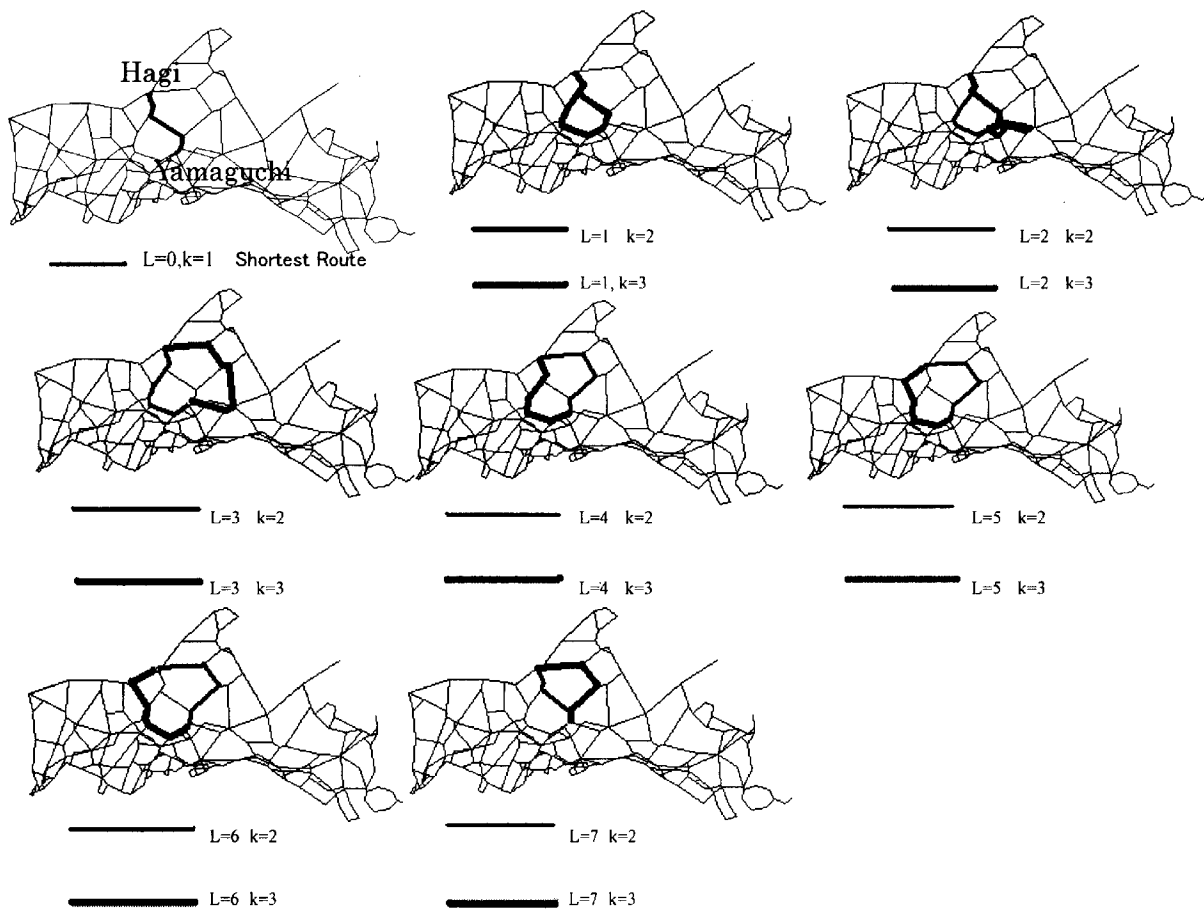 Hagi
Yamaguchi
L=0,k=1 Shortest Route
L=1 k=2
L=1, k=3
L=2 k=2
L=2 k=3
L=3 k=2
L=3 k=3
L=4 k=2
L=4 k=3
L=5 k=2
L=5 k=3
L=6 k=2
L=6 k=3
L=7 k=2
L=7 k=3